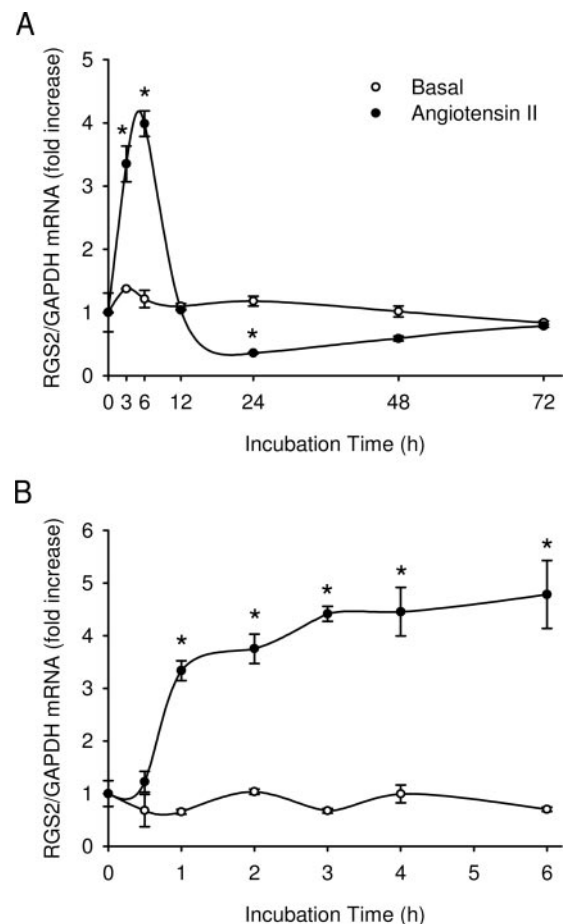 A
RGS2/GAPDH mRNA (fold increase)
5
4
3
2
1
0
Basal
Angiotensin II
*
*
*
0 3 6 12 24 48 72
Incubation Time (h)
B
RGS2/GAPDH mRNA (fold increase)
6
5
4
3
2
1
0
*
*
*
*
*
0 1 2 3 4 5 6
Incubation Time (h)